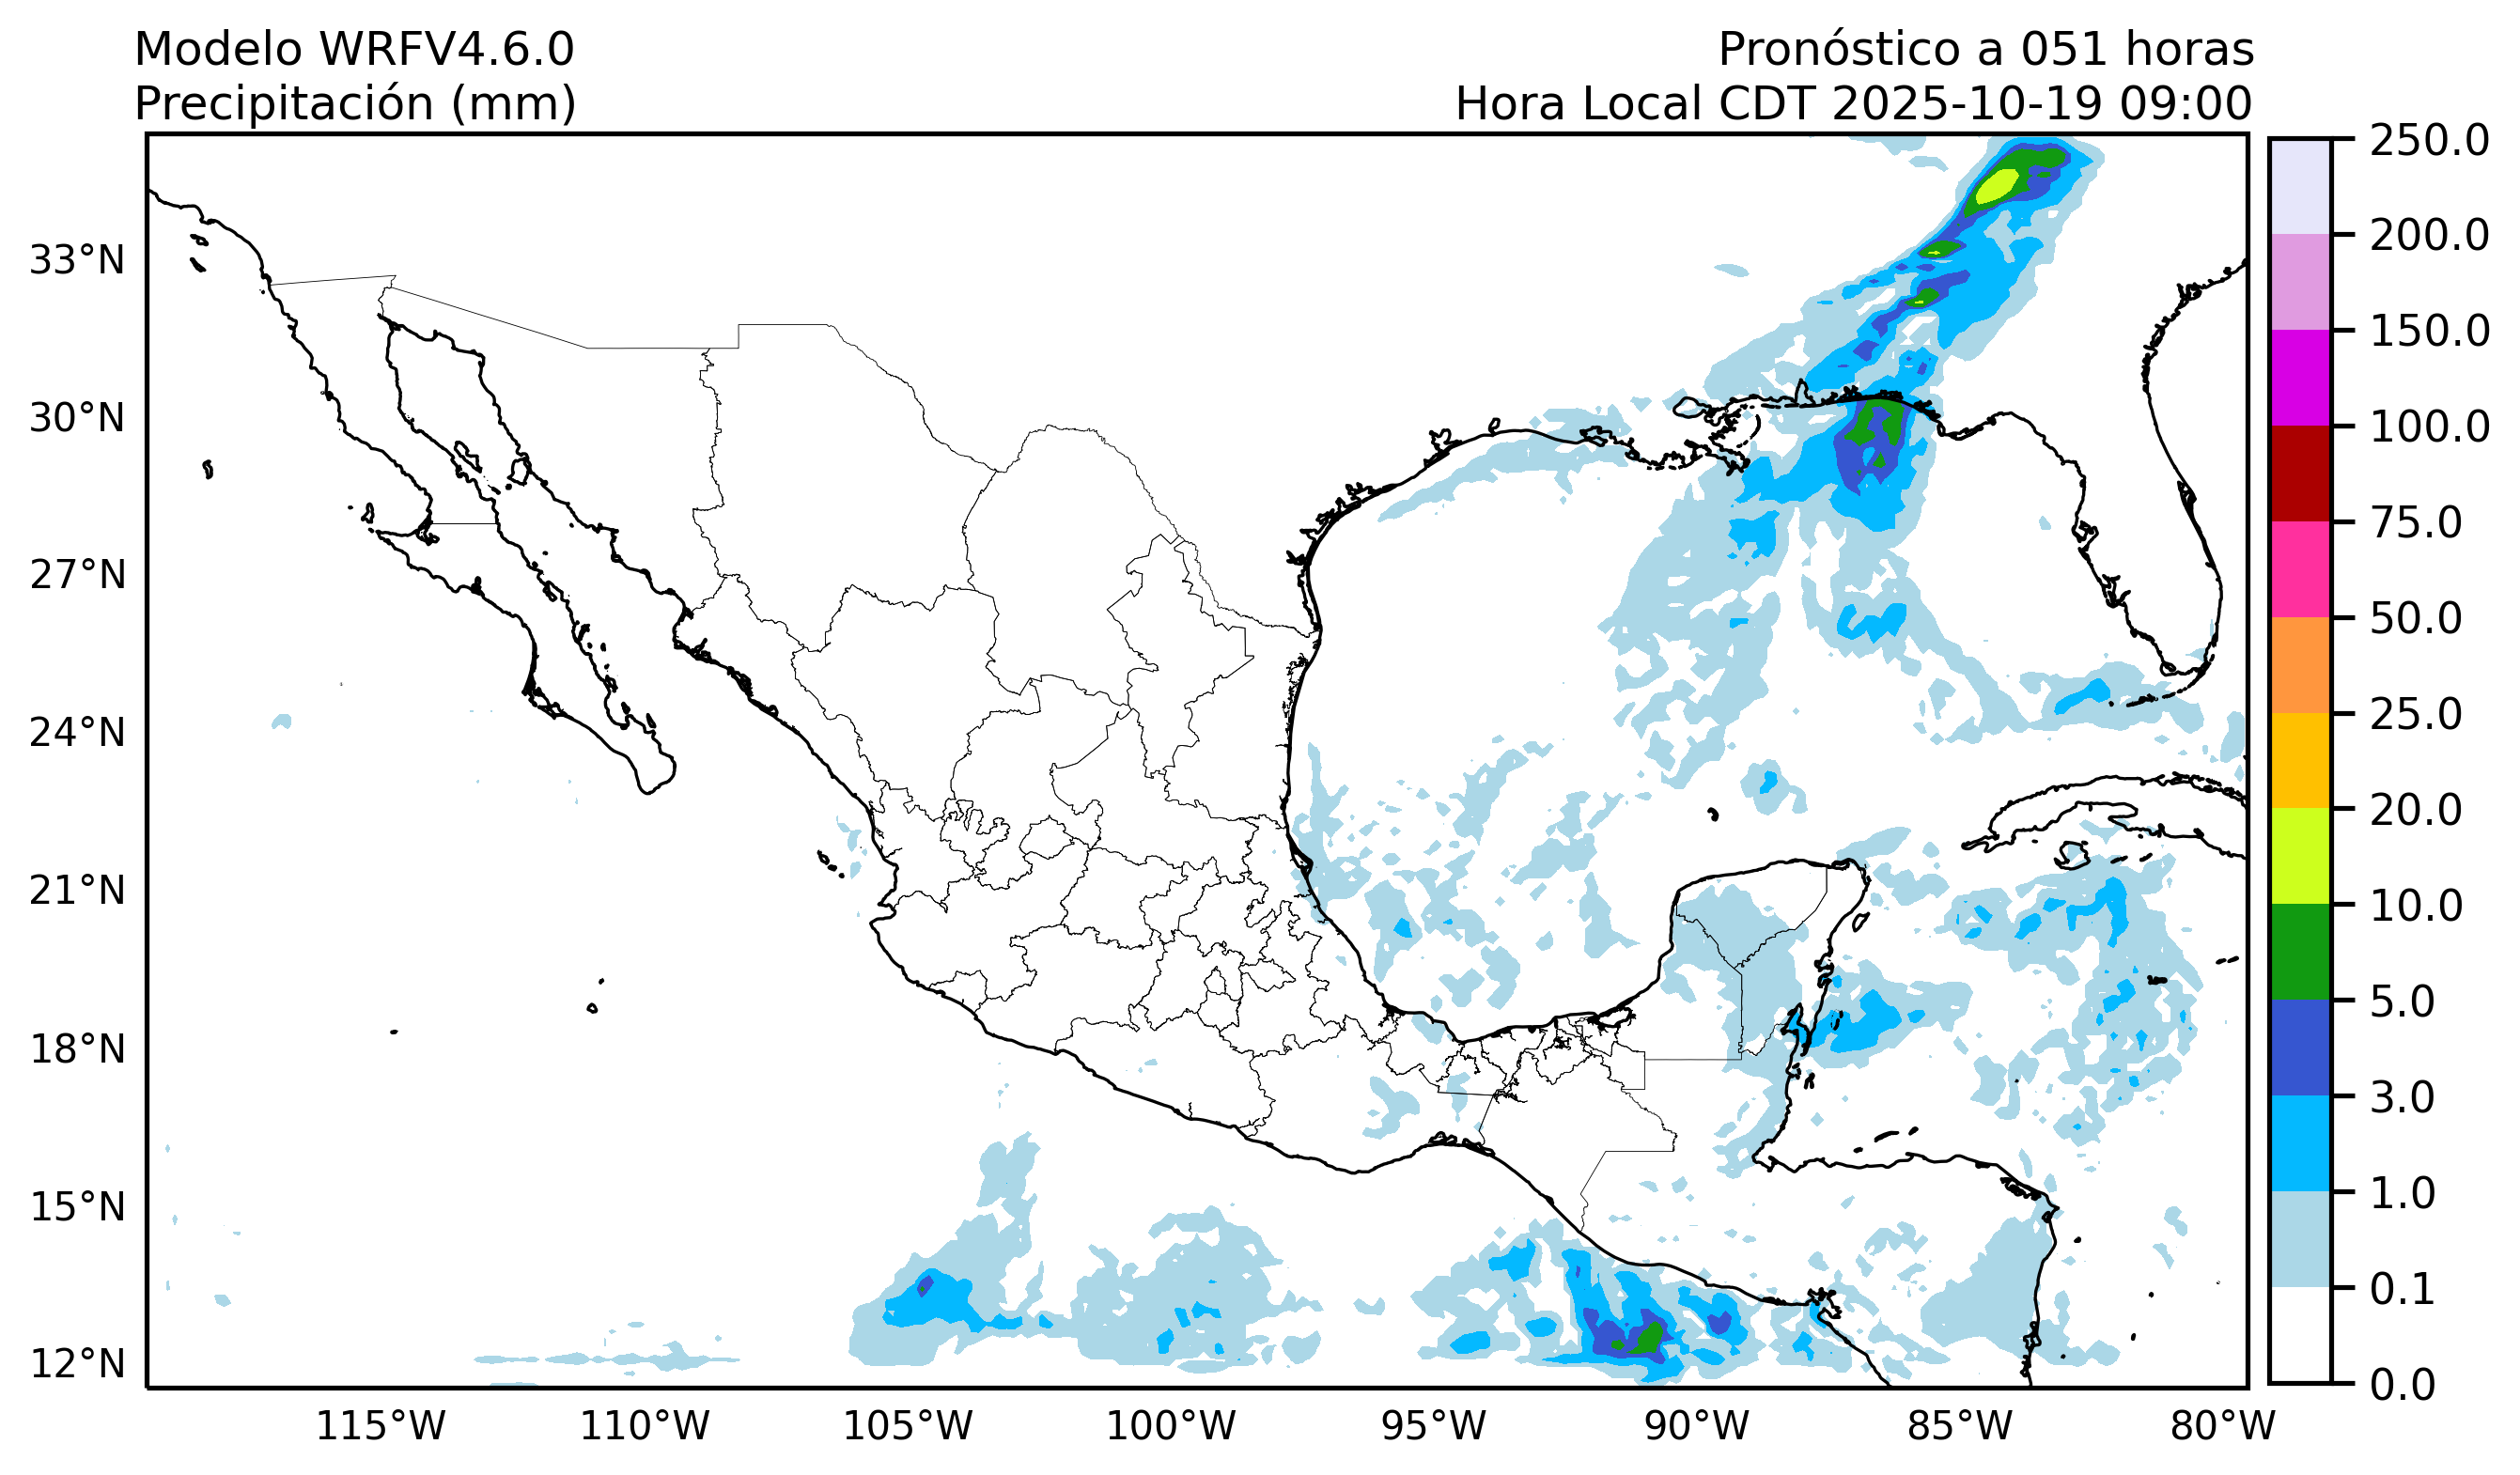 Modelo WRFV4.6.0
Precipitación (mm)
Pronóstico a 051 horas
Hora Local CDT 2025-10-19 09:00
33°N
30°N
27°N
24°N
21°N
18°N
15°N
12°N
115°W
110°W
105°W
100°W
95°W
90°W
85°W
80°W
250.0
200.0
150.0
100.0
75.0
50.0
25.0
20.0
10.0
5.0
3.0
1.0
0.1
0.0